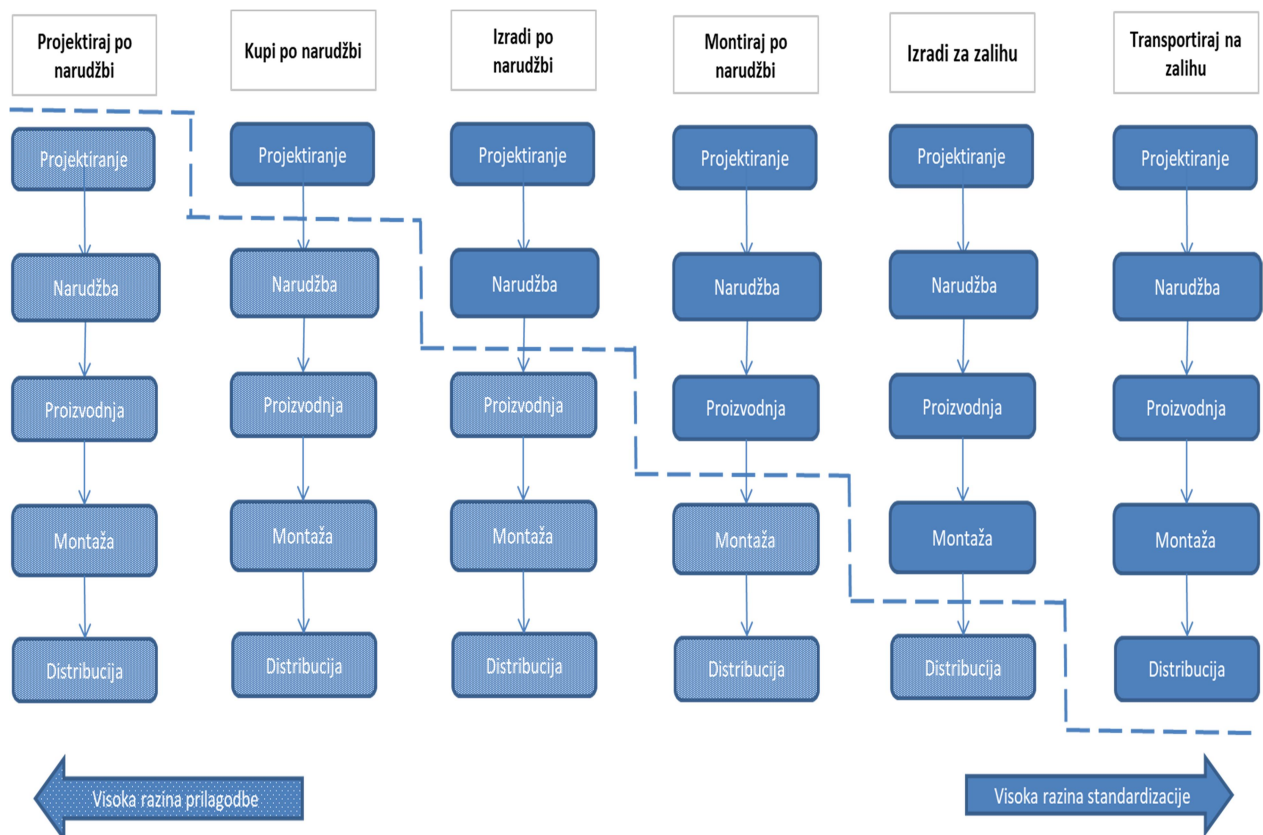 Projektiraj po
narudžbi
Kupi po narudžbi
Izradi po
narudžbi
Montiraj po
narudžbi
Izradi za zalihu
Transportiraj na
zalihu
Projektiranje
Projektiranje
Projektiranje
Projektiranje
Projektiranje
Projektiranje
Narudžba
Narudžba
Narudžba
Narudžba
Narudžba
Narudžba
Proizvodnja
Proizvodnja
Proizvodnja
Proizvodnja
Proizvodnja
Proizvodnja
Montaža
Montaža
Montaža
Montaža
Montaža
Montaža
Distribucija
Distribucija
Distribucija
Distribucija
Distribucija
Distribucija
Visoka razina prilagodbe
Visoka razina standardizacije